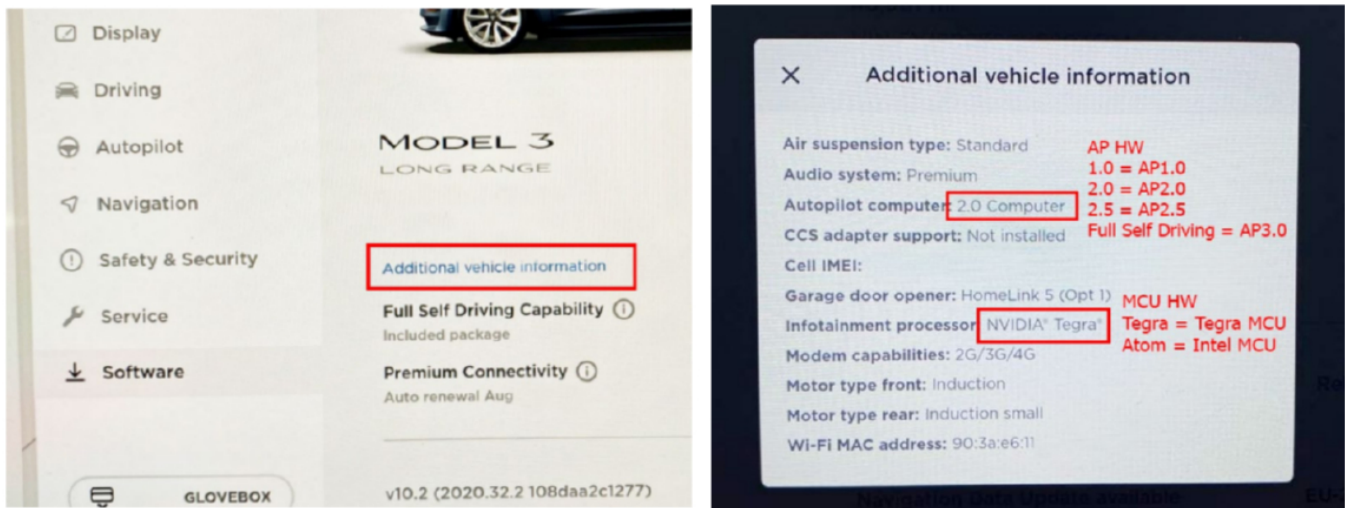 Display
Driving
Autopilot
Navigation
Safety & Security
Service
Software
GLOVEBOX
MODEL 3
LONG RANGE
Additional vehicle information
Full Self Driving Capability
Included package
Premium Connectivity
Auto renewal Aug
v10.2 (2020.32.2 108daa2c1277)
Additional vehicle information
Air suspension type: Standard
Audio system: Premium
Autopilot computer: 2.0 Computer
CCS adapter support: Not installed
Cell IMEI:
Garage door opener: HomeLink 5 (Opt 1)
Infotainment processor NVIDIA® Tegra®
Modem capabilities: 2G/3G/4G
Motor type front: Induction
Motor type rear: Induction small
Wi-Fi MAC address: 90:3a:e6:11
AP HW
1.0 = AP1.0
2.0 = AP2.0
2.5 = AP2.5
Full Self Driving = AP3.0
MCU HW
Tegra = Tegra MCU
Atom = Intel MCU
Navigation Data Update available